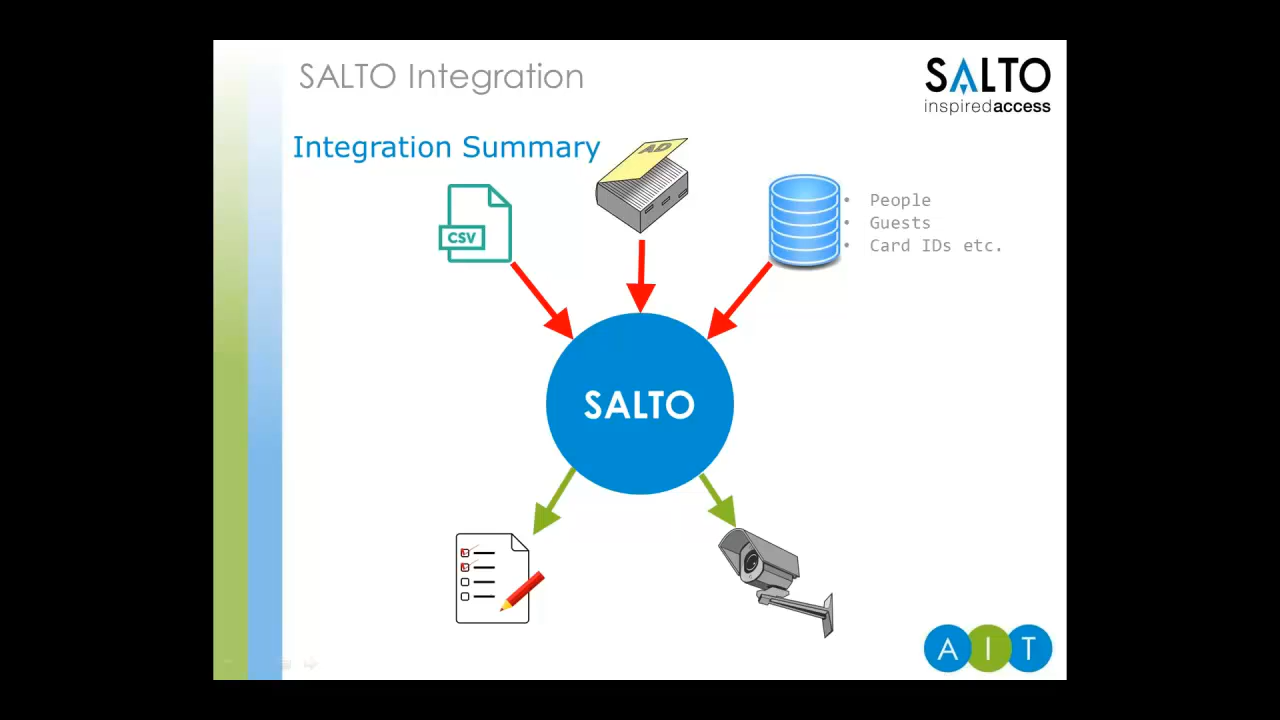 SALTO Integration
SALTO
inspiredaccess
Integration Summary
AD
CSV
• People
• Guests
• Card IDs etc.
SALTO
A I T